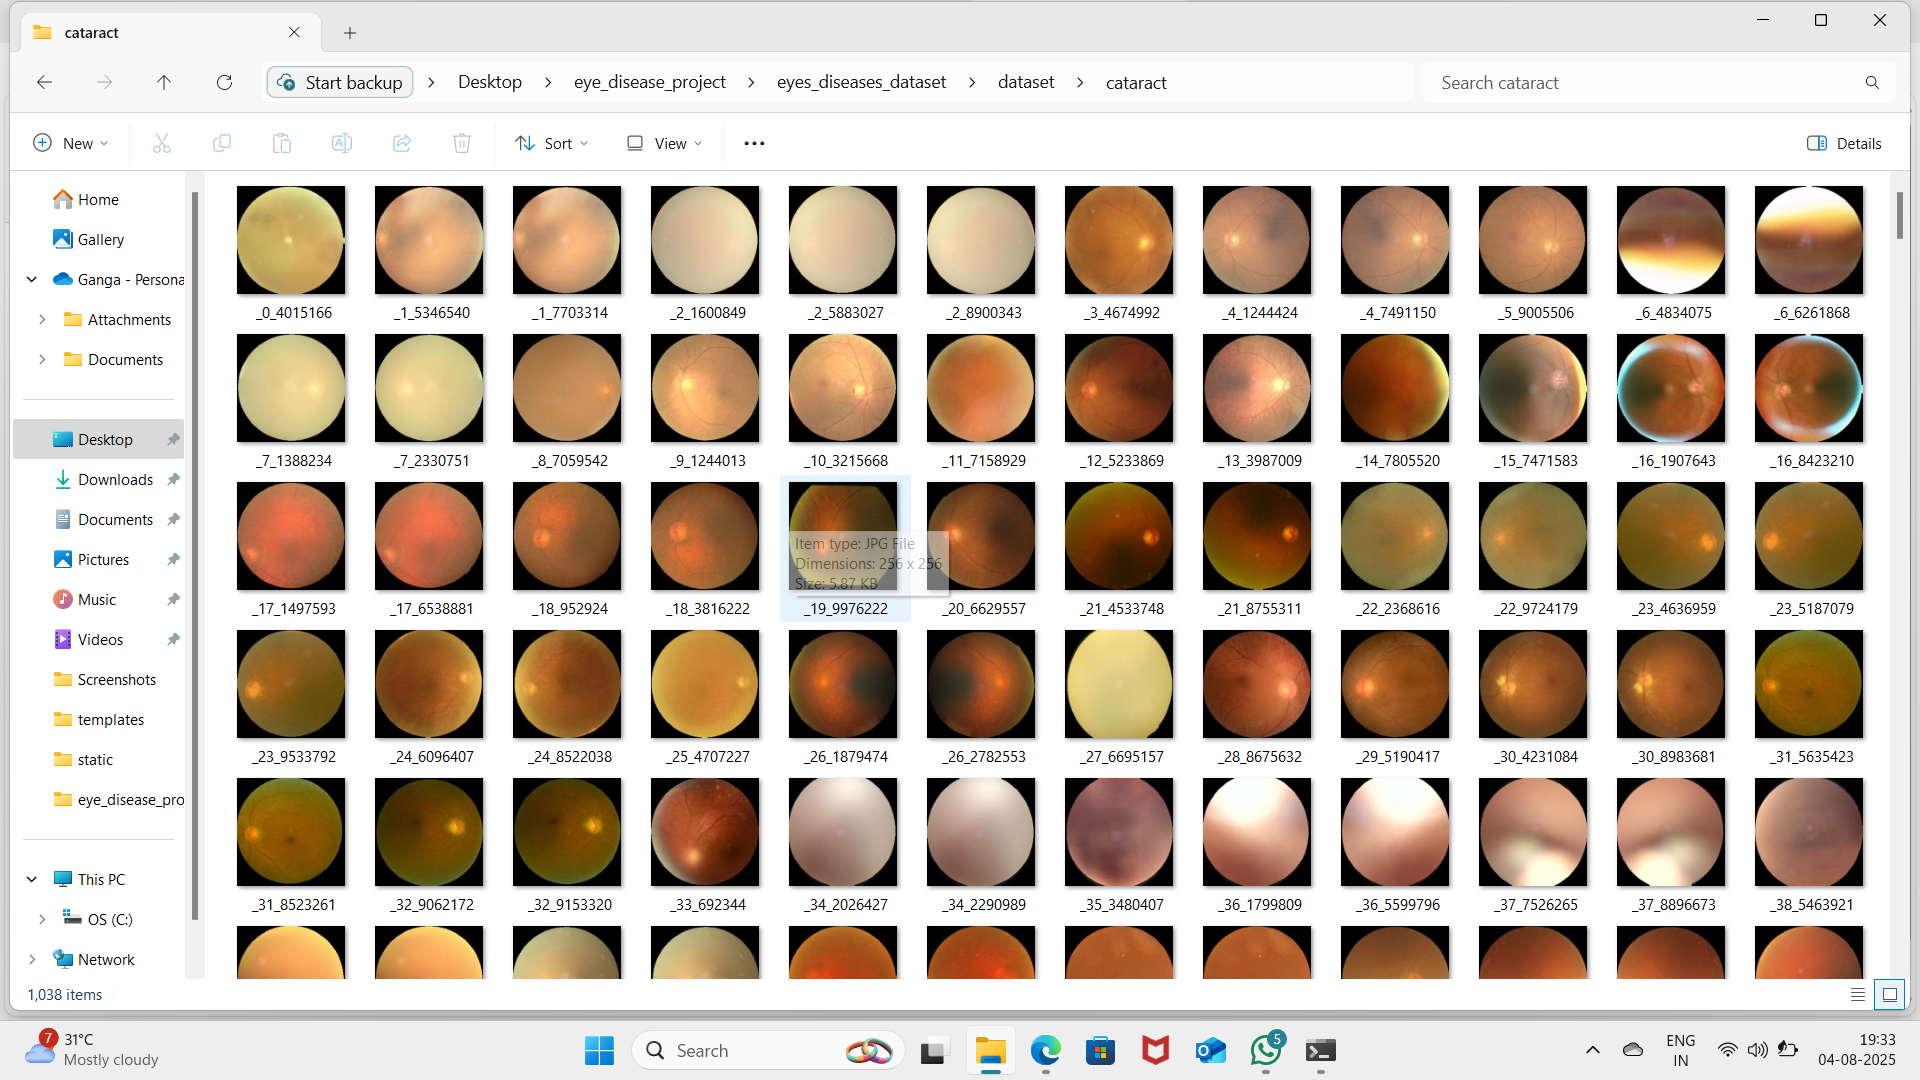 cataract
Start backup
Desktop
eye_disease_project
eyes_diseases_dataset
dataset
cataract
Search cataract
New
Sort
View
Details
Home
Gallery
Ganga - Persona
Attachments
Documents
Desktop
Downloads
Documents
Pictures
Music
Videos
Screenshots
templates
static
eye_disease_pro
This PC
OS (C:)
Network
_0_4015166
_1_5346540
_1_7703314
_2_1600849
_2_5883027
_2_8900343
_3_4674992
_4_1244424
_4_7491150
_5_9005506
_6_4834075
_6_6261868
_7_1388234
_7_2330751
_8_7059542
_9_1244013
_10_3215668
_11_7158929
_12_5233869
_13_3987009
_14_7805520
_15_7471583
_16_1907643
_16_8423210
Item type: JPG File
Dimensions: 256 x 256
Size: 5.87 KB
_17_1497593
_17_6538881
_18_952924
_18_3816222
_19_9976222
_20_6629557
_21_4533748
_21_8755311
_22_2368616
_22_9724179
_23_4636959
_23_5187079
_23_9533792
_24_6096407
_24_8522038
_25_4707227
_26_1879474
_26_2782553
_27_6695157
_28_8675632
_29_5190417
_30_4231084
_30_8983681
_31_5635423
_31_8523261
_32_9062172
_32_9153320
_33_692344
_34_2026427
_34_2290989
_35_3480407
_36_1799809
_36_5599796
_37_7526265
_37_8896673
_38_5463921
1,038 items
7
31°C
Mostly cloudy
Search
5
ENG
IN
19:33
04-08-2025